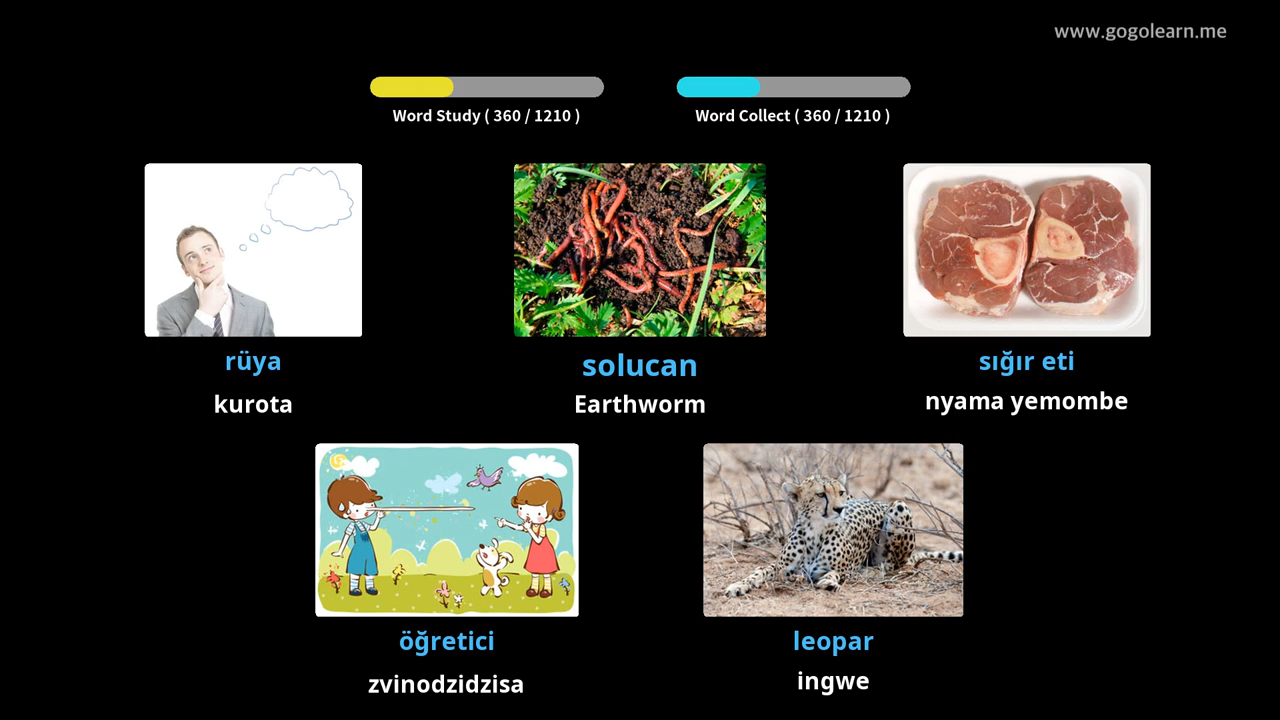 www.gogolearn.me
Word Study ( 360 / 1210 )
Word Collect ( 360 / 1210 )
rüya
kurota
solucan
Earthworm
sığır eti
nyama yemombe
öğretici
zvinodzidzisa
leopar
ingwe